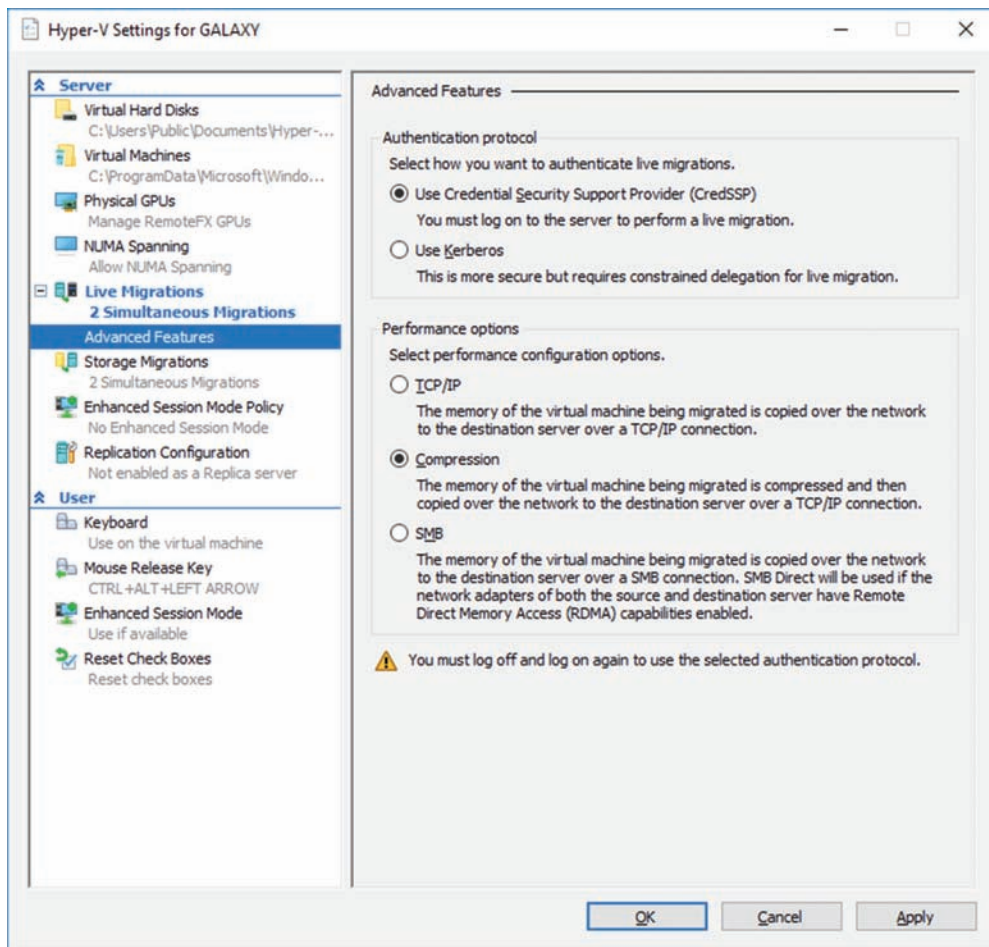 Hyper-V Settings for GALAXY
Server
Virtual Hard Disks
C:\Users\Public\Documents\Hyper-...
Virtual Machines
C:\ProgramData\Microsoft\Windo...
Physical GPUs
Manage RemoteFX GPUs
NUMA Spanning
Allow NUMA Spanning
Live Migrations
2 Simultaneous Migrations
Advanced Features
Storage Migrations
2 Simultaneous Migrations
Enhanced Session Mode Policy
No Enhanced Session Mode
Replication Configuration
Not enabled as a Replica server
User
Keyboard
Use on the virtual machine
Mouse Release Key
CTRL+ALT+LEFT ARROW
Enhanced Session Mode
Use if available
Reset Check Boxes
Reset check boxes
Advanced Features
Authentication protocol
Select how you want to authenticate live migrations.
Use Credential Security Support Provider (CredSSP)
You must log on to the server to perform a live migration.
Use Kerberos
This is more secure but requires constrained delegation for live migration.
Performance options
Select performance configuration options.
TCP/IP
The memory of the virtual machine being migrated is copied over the network
to the destination server over a TCP/IP connection.
Compression
The memory of the virtual machine being migrated is compressed and then
copied over the network to the destination server over a TCP/IP connection.
SMB
The memory of the virtual machine being migrated is copied over the network
to the destination server over a SMB connection. SMB Direct will be used if the
network adapters of both the source and destination server have Remote
Direct Memory Access (RDMA) capabilities enabled.
You must log off and log on again to use the selected authentication protocol.
OK
Cancel
Apply